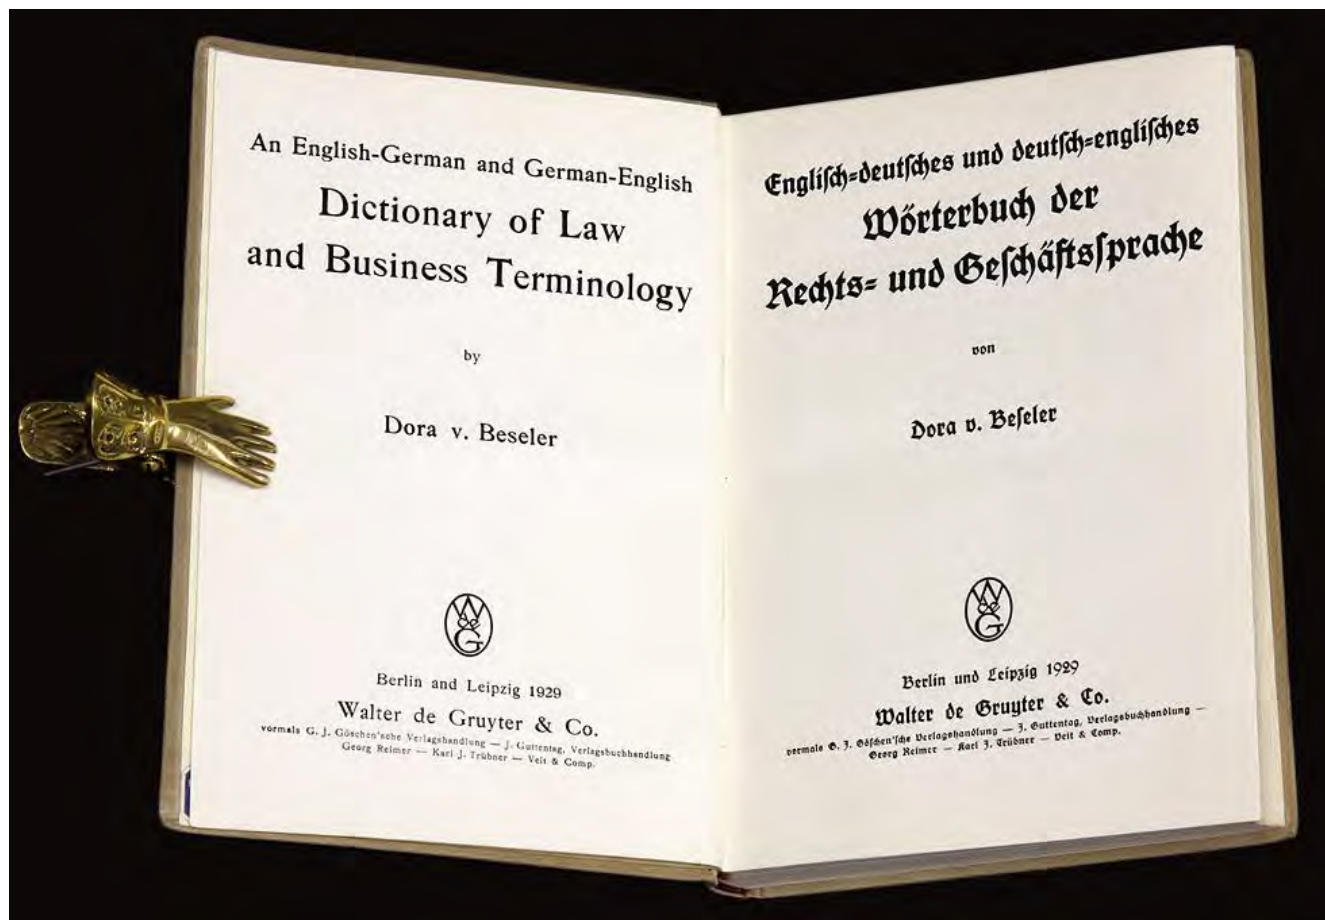 An English-German and German-English
Dictionary of Law
and Business Terminology
by
Dora v. Beseler
W
de
G
Berlin and Leipzig 1929
Walter de Gruyter & Co.
vormals G. J. Göschen'sche Verlagshandlung — J. Guttentag, Verlagsbuchhandlung
Georg Reimer — Karl J. Trübner — Veit & Comp.
Engliſch-deutſches und deutſch-engliſches
Wörterbuch der
Rechts- und Geſchäftsſprache
von
Dora v. Beſeler
W
de
G
Berlin und Leipzig 1929
Walter de Gruyter & Co.
vormals G. J. Göſchen'ſche Verlagshandlung — J. Guttentag, Verlagsbuchhandlung —
Georg Reimer — Karl J. Trübner — Veit & Comp.